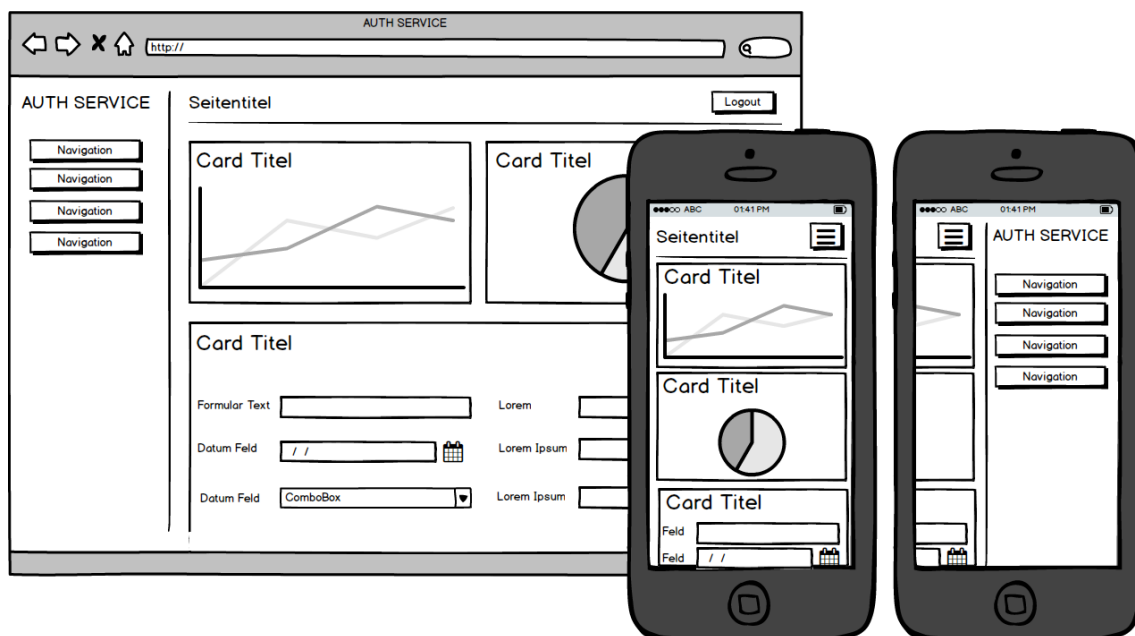 AUTH SERVICE
http://
AUTH SERVICE
Seitentitel
Logout
Navigation
Navigation
Navigation
Navigation
Card Titel
Card Titel
Card Titel
Formular Text
Lorem
Datum Feld
/ /
Lorem Ipsum
Datum Feld
ComboBox
Lorem Ipsum
ABC
01:41 PM
Seitentitel
Card Titel
Card Titel
Card Titel
Feld
Feld
/ /
ABC
01:41 PM
AUTH SERVICE
Navigation
Navigation
Navigation
Navigation